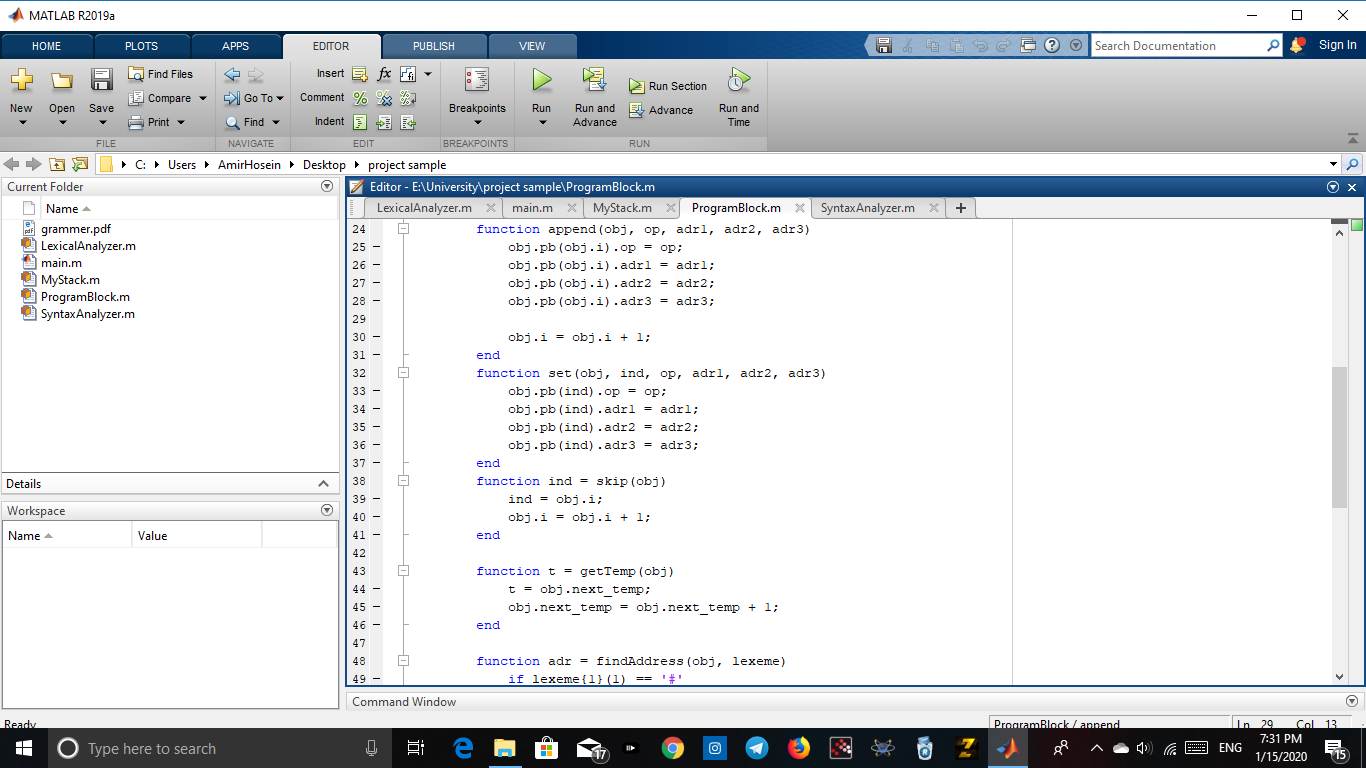 MATLAB R2019a
HOME PLOTS APPS EDITOR PUBLISH VIEW Search Documentation Sign In
New Open Save Find Files Compare Print
Go To Find
Insert fx Comment Indent
Breakpoints
Run Run and Advance Run Section Advance Run and Time
FILE NAVIGATE EDIT BREAKPOINTS RUN
C: Users AmirHosein Desktop project sample
Current Folder
Name
grammer.pdf
LexicalAnalyzer.m
main.m
MyStack.m
ProgramBlock.m
SyntaxAnalyzer.m
Details
Workspace
Name Value
Editor - E:\University\project sample\ProgramBlock.m
LexicalAnalyzer.m main.m MyStack.m ProgramBlock.m SyntaxAnalyzer.m
24 function append(obj, op, adr1, adr2, adr3)
25 obj.pb(obj.i).op = op;
26 obj.pb(obj.i).adr1 = adr1;
27 obj.pb(obj.i).adr2 = adr2;
28 obj.pb(obj.i).adr3 = adr3;
29
30 obj.i = obj.i + 1;
31 end
32 function set(obj, ind, op, adr1, adr2, adr3)
33 obj.pb(ind).op = op;
34 obj.pb(ind).adr1 = adr1;
35 obj.pb(ind).adr2 = adr2;
36 obj.pb(ind).adr3 = adr3;
37 end
38 function ind = skip(obj)
39 ind = obj.i;
40 obj.i = obj.i + 1;
41 end
42
43 function t = getTemp(obj)
44 t = obj.next_temp;
45 obj.next_temp = obj.next_temp + 1;
46 end
47
48 function adr = findAddress(obj, lexeme)
49 if lexeme{1}(1) == '#'
Command Window
Ready ProgramBlock / append Ln 29 Col 13
Type here to search 17 ENG 7:31 PM
1/15/2020 15